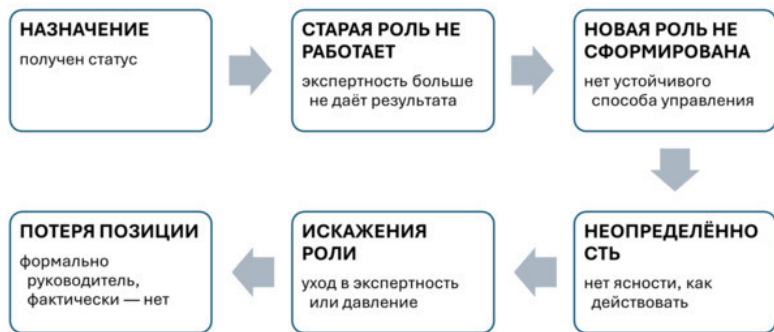 НАЗНАЧЕНИЕ
получен статус
СТАРАЯ РОЛЬ НЕ
РАБОТАЕТ
экспертность больше
не даёт результата
НОВАЯ РОЛЬ НЕ
СФОРМИРОВАНА
нет устойчивого
способа управления
НЕОПРЕДЕЛЁННО
СТЬ
нет ясности, как
действовать
ИСКАЖЕНИЯ
РОЛИ
уход в экспертность
или давление
ПОТЕРЯ ПОЗИЦИИ
формально
руководитель,
фактически — нет